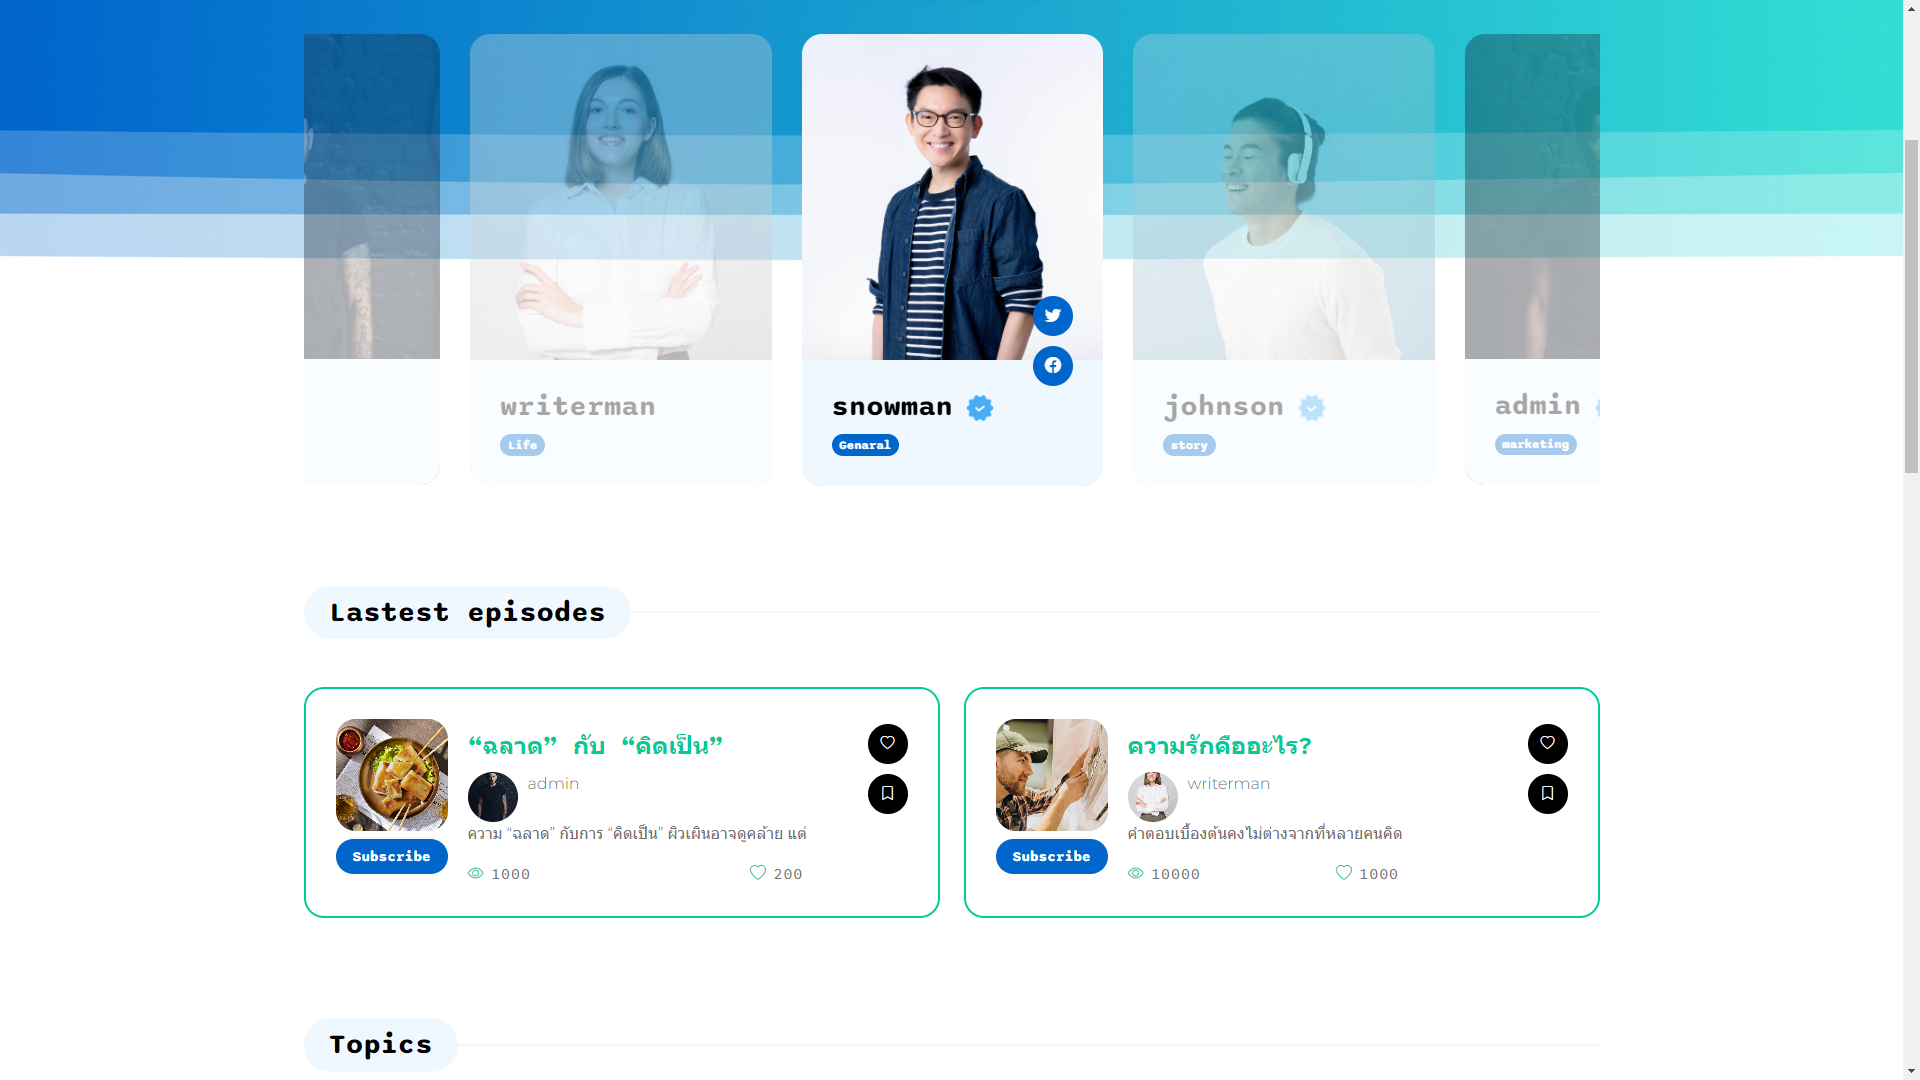 writerman
Life
snowman
Genaral
johnson
story
admin
marketing
Lastest episodes
“ฉลาด” กับ “คิดเป็น”
admin
ความ “ฉลาด” กับการ “คิดเป็น” ผิวเผินอาจดูคล้าย แต่
Subscribe
1000
200
ความรักคืออะไร?
writerman
คำตอบเบื้องต้นคงไม่ต่างจากที่หลายคนคิด
Subscribe
10000
1000
Topics